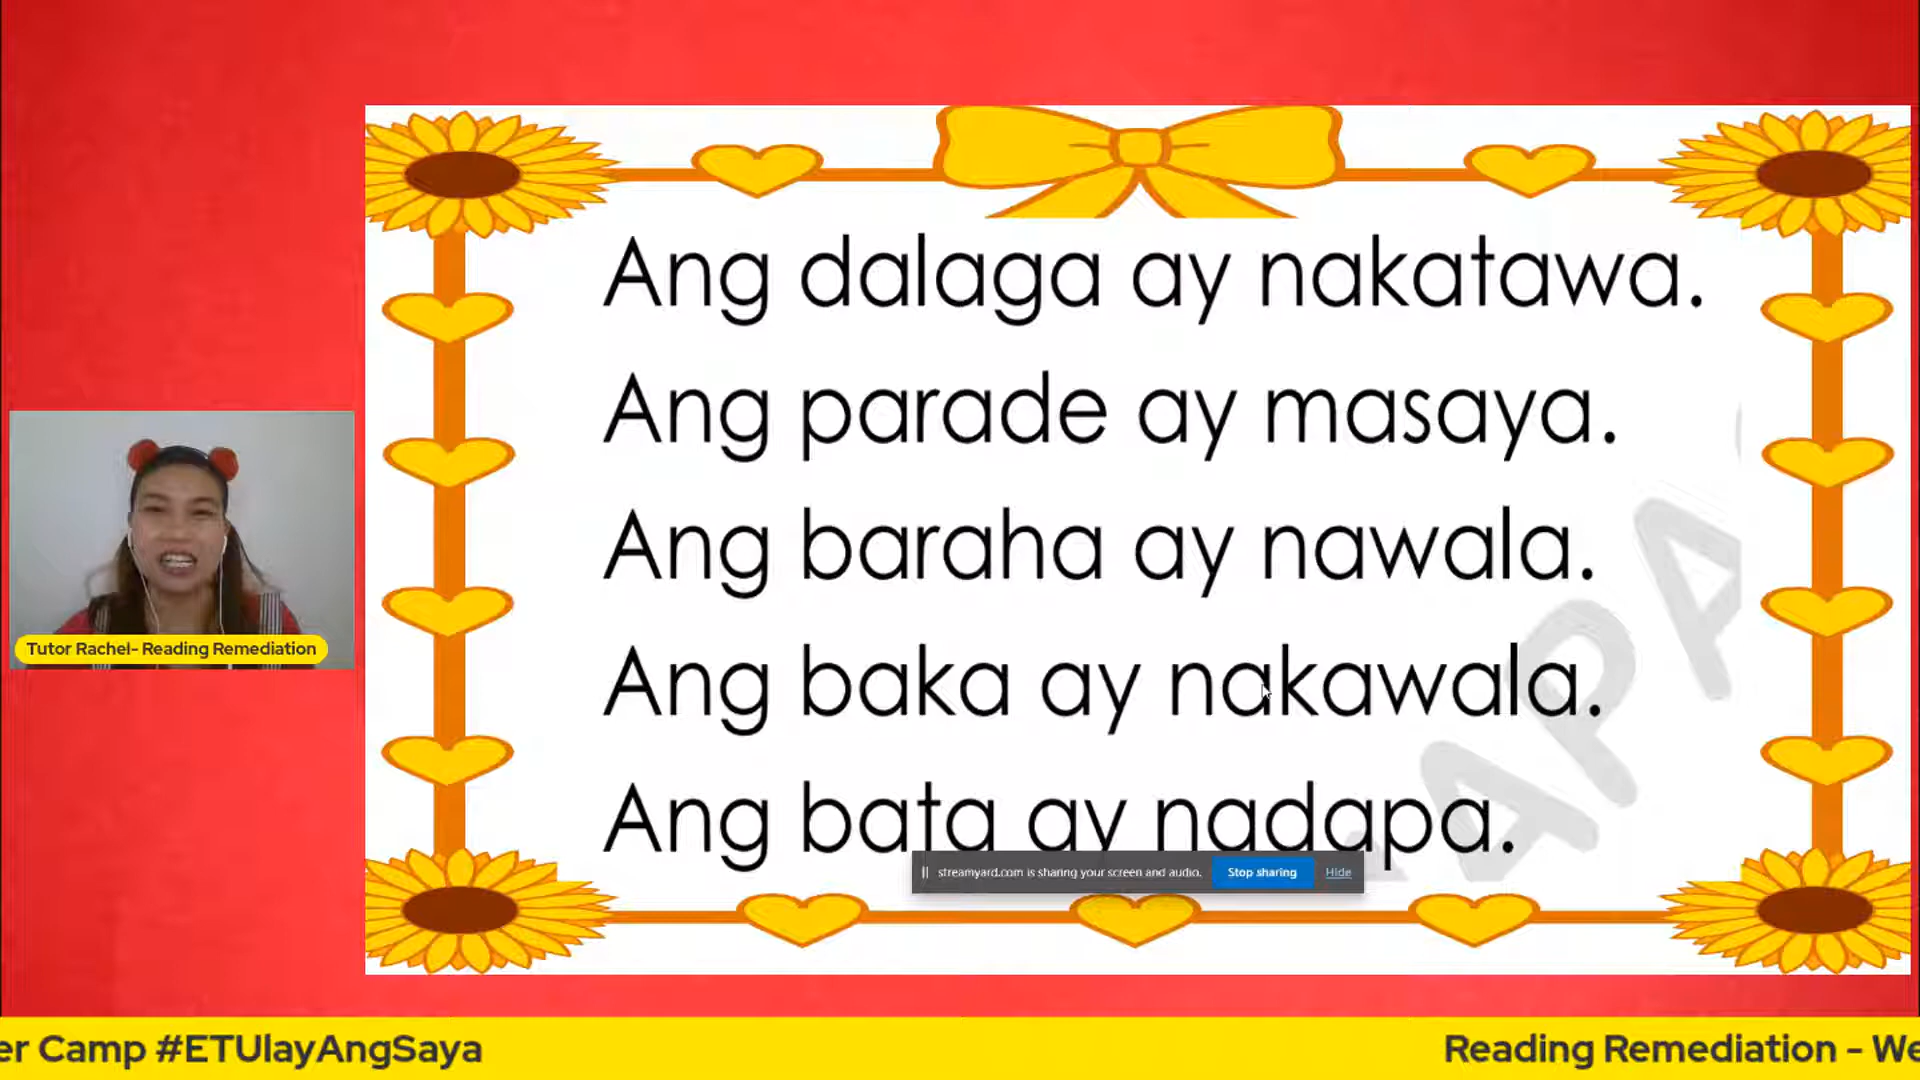 Ang dalaga ay nakatawa.
Ang parade ay masaya.
Ang baraha ay nawala.
Ang baka ay nakawala.
Ang bata ay nadapa.
streamyard.com is sharing your screen and audio. Stop sharing Hide
Tutor Rachel- Reading Remediation
er Camp #ETUlayAngSaya
Reading Remediation - We